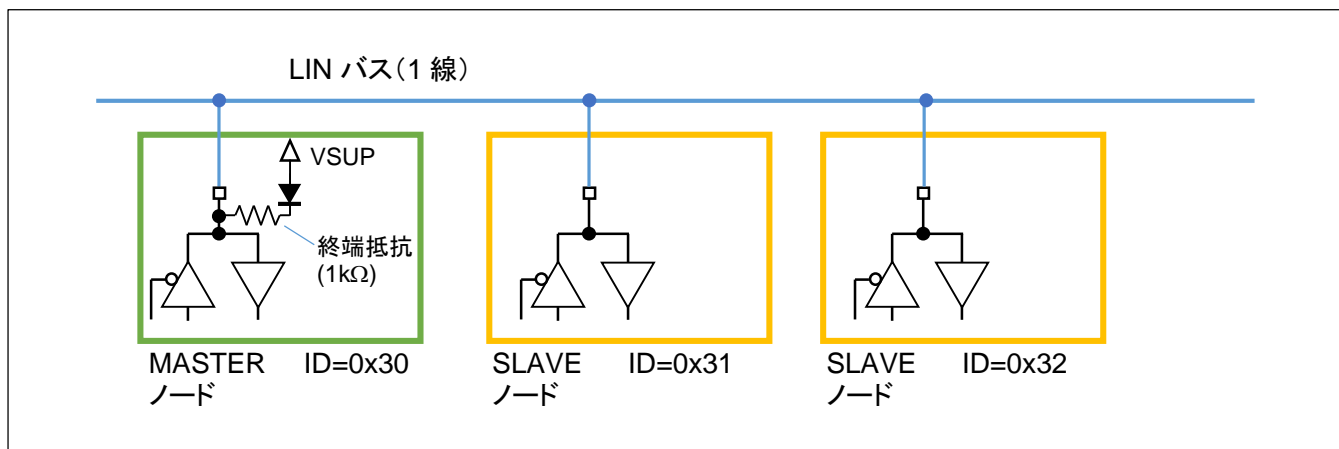 LIN バス(1 線)
VSUP
終端抵抗
(1kΩ)
MASTER ID=0x30
ノード
SLAVE ID=0x31
ノード
SLAVE ID=0x32
ノード